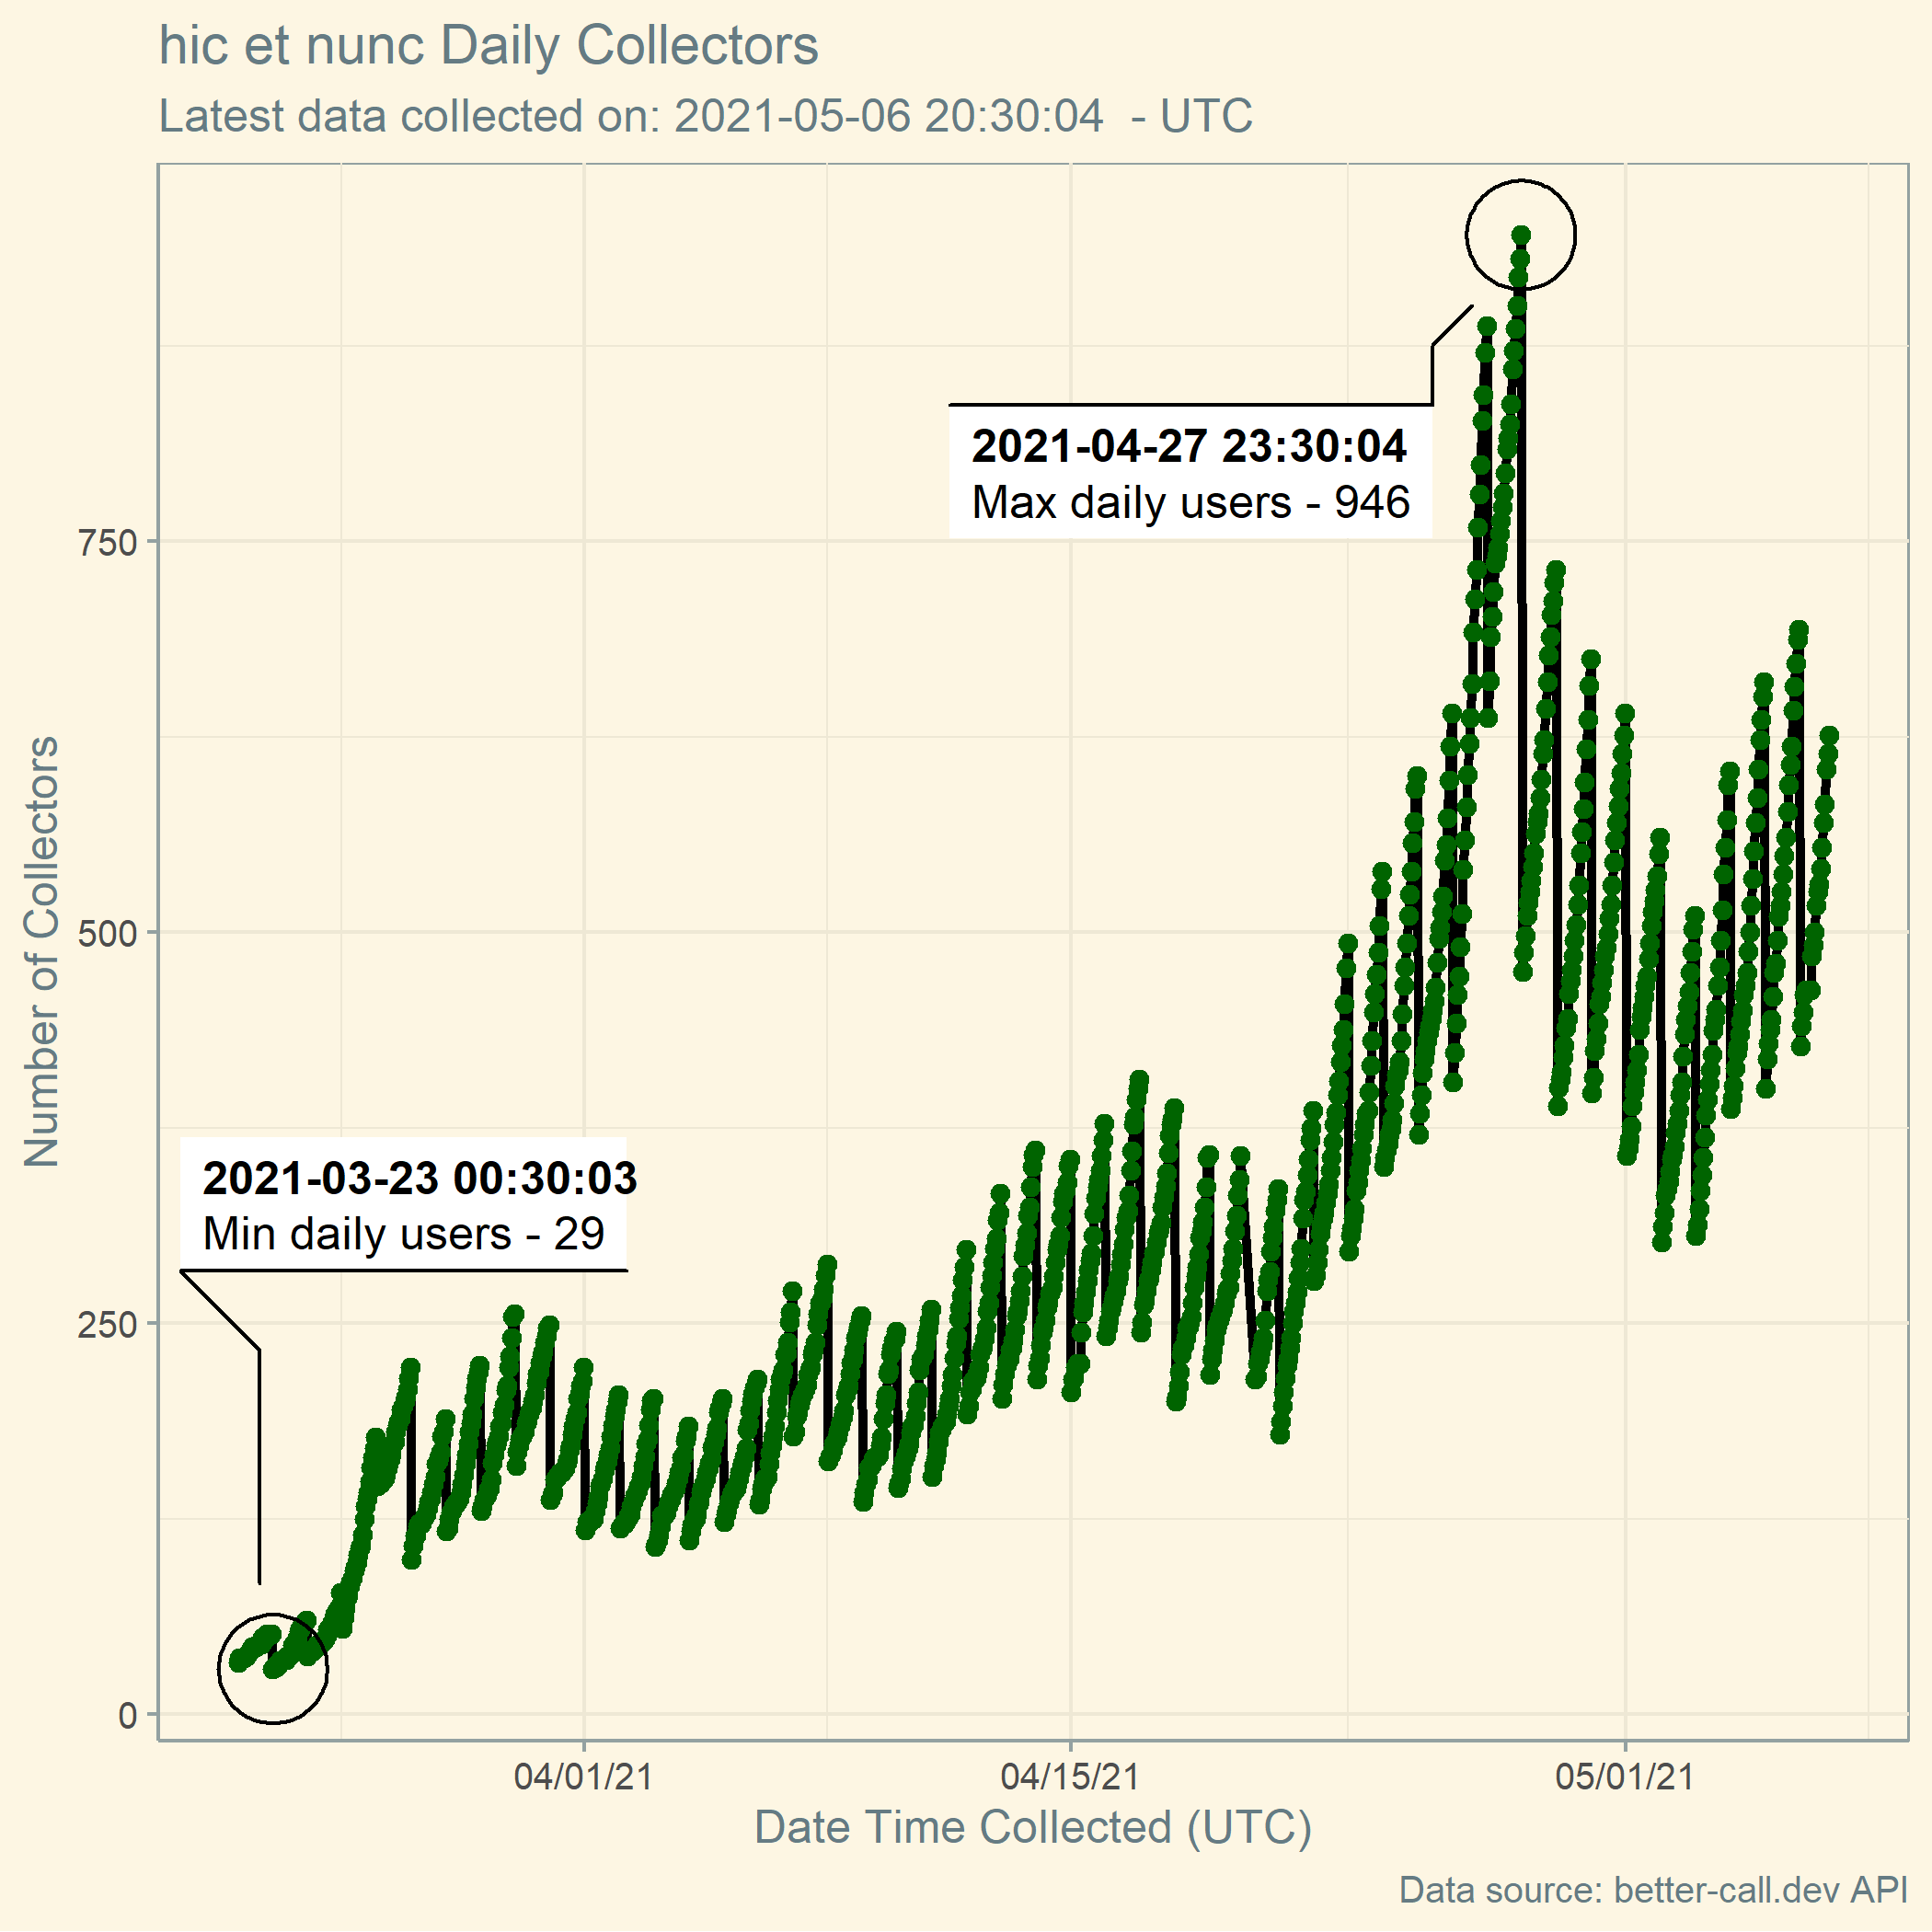 hic et nunc Daily Collectors
Latest data collected on: 2021-05-06 20:30:04  - UTC
2021-04-27 23:30:04
Max daily users - 946
2021-03-23 00:30:03
Min daily users - 29
Number of Collectors
750
500
250
0
04/01/21
04/15/21
05/01/21
Date Time Collected (UTC)
Data source: better-call.dev API